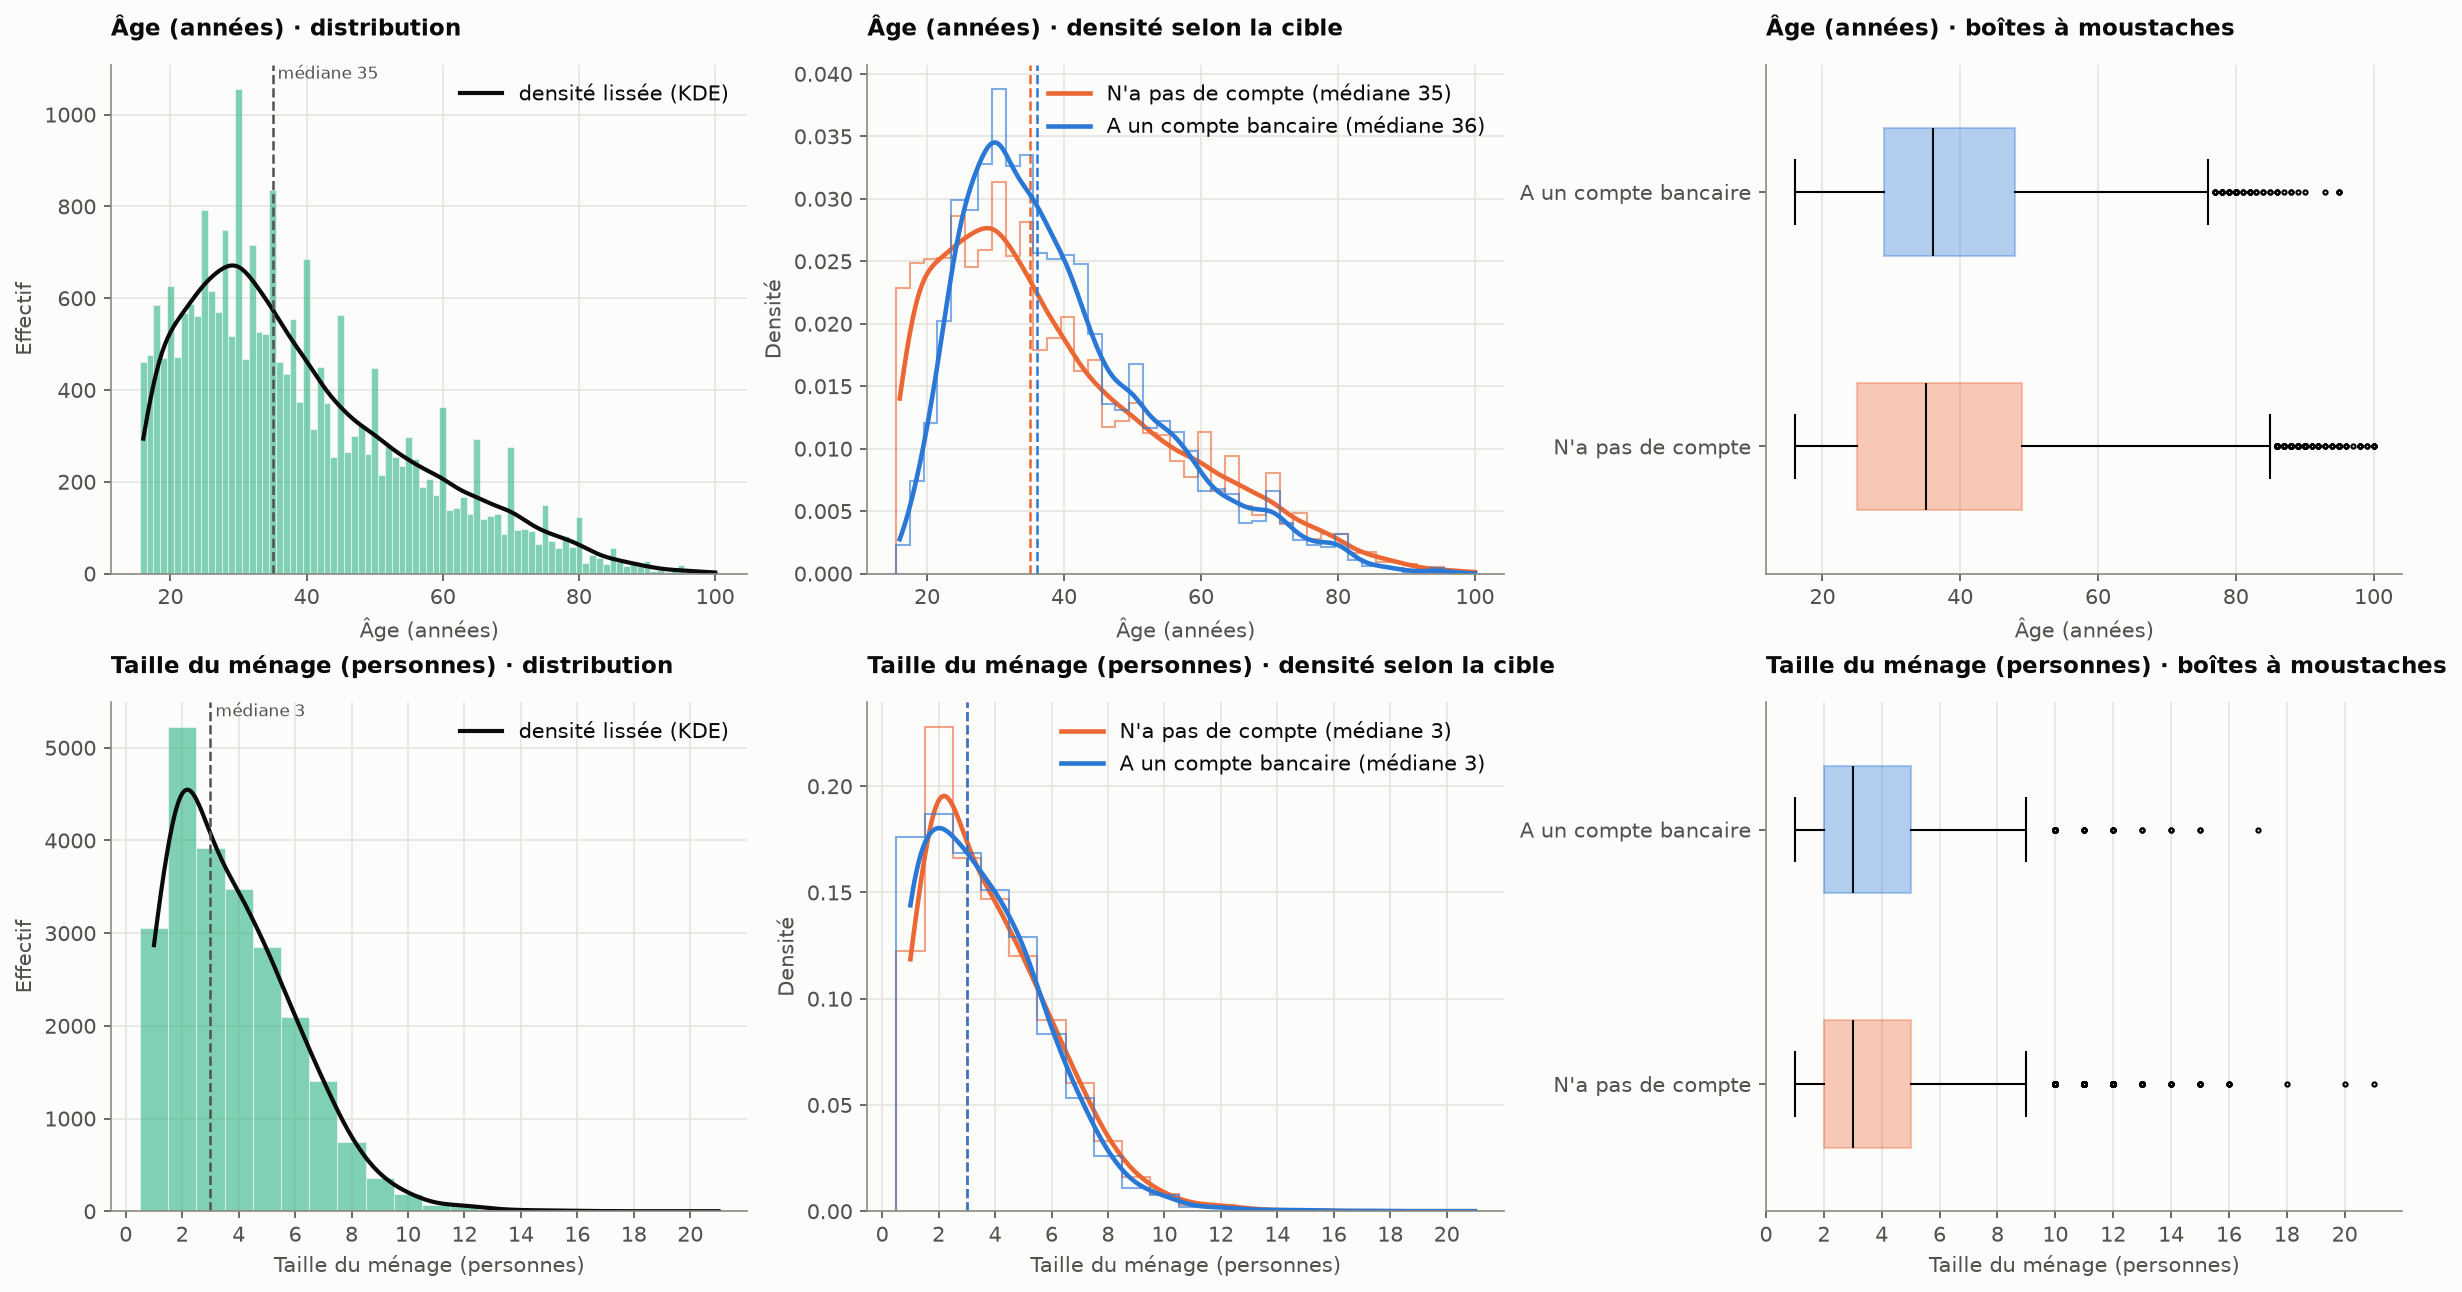 Âge (années) · distribution
médiane 35
densité lissée (KDE)
Effectif
1000
800
600
400
200
0
20 40 60 80 100
Âge (années)
Âge (années) · densité selon la cible
N'a pas de compte (médiane 35)
A un compte bancaire (médiane 36)
Densité
0.040
0.035
0.030
0.025
0.020
0.015
0.010
0.005
0.000
20 40 60 80 100
Âge (années)
Âge (années) · boîtes à moustaches
A un compte bancaire
N'a pas de compte
20 40 60 80 100
Âge (années)
Taille du ménage (personnes) · distribution
médiane 3
densité lissée (KDE)
Effectif
5000
4000
3000
2000
1000
0
0 2 4 6 8 10 12 14 16 18 20
Taille du ménage (personnes)
Taille du ménage (personnes) · densité selon la cible
N'a pas de compte (médiane 3)
A un compte bancaire (médiane 3)
Densité
0.20
0.15
0.10
0.05
0.00
0 2 4 6 8 10 12 14 16 18 20
Taille du ménage (personnes)
Taille du ménage (personnes) · boîtes à moustaches
A un compte bancaire
N'a pas de compte
0 2 4 6 8 10 12 14 16 18 20
Taille du ménage (personnes)